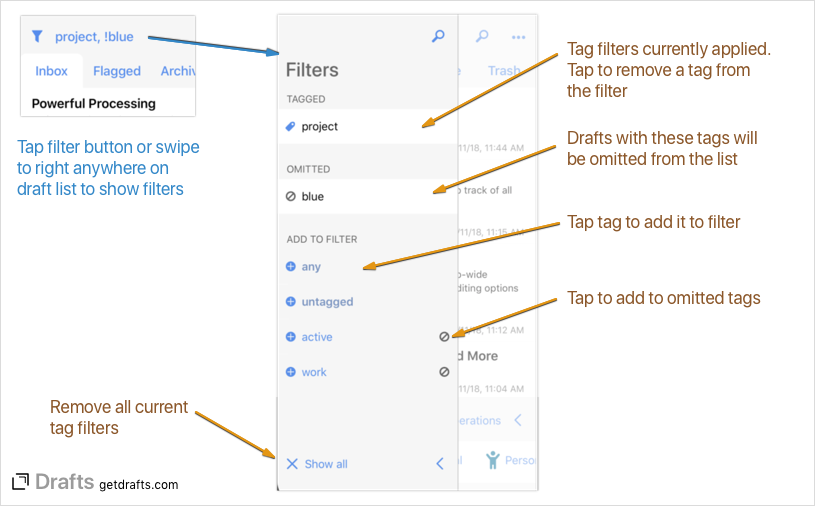 project, !blue
Inbox Flagged Archiv
Powerful Processing
Tap filter button or swipe
to right anywhere on
draft list to show filters
Filters
TAGGED
project
OMITTED
blue
ADD TO FILTER
any
untagged
active
work
Show all
e Trash
11/18, 11:44 AM
o track of all
/11/18, 11:15 AM
o-wide
diting options
/11/18, 11:12 AM
d More
/11/18, 11:04 AM
erations
al Perso
Tag filters currently applied.
Tap to remove a tag from
the filter
Drafts with these tags will
be omitted from the list
Tap tag to add it to filter
Tap to add to omitted tags
Remove all current
tag filters
Drafts getdrafts.com